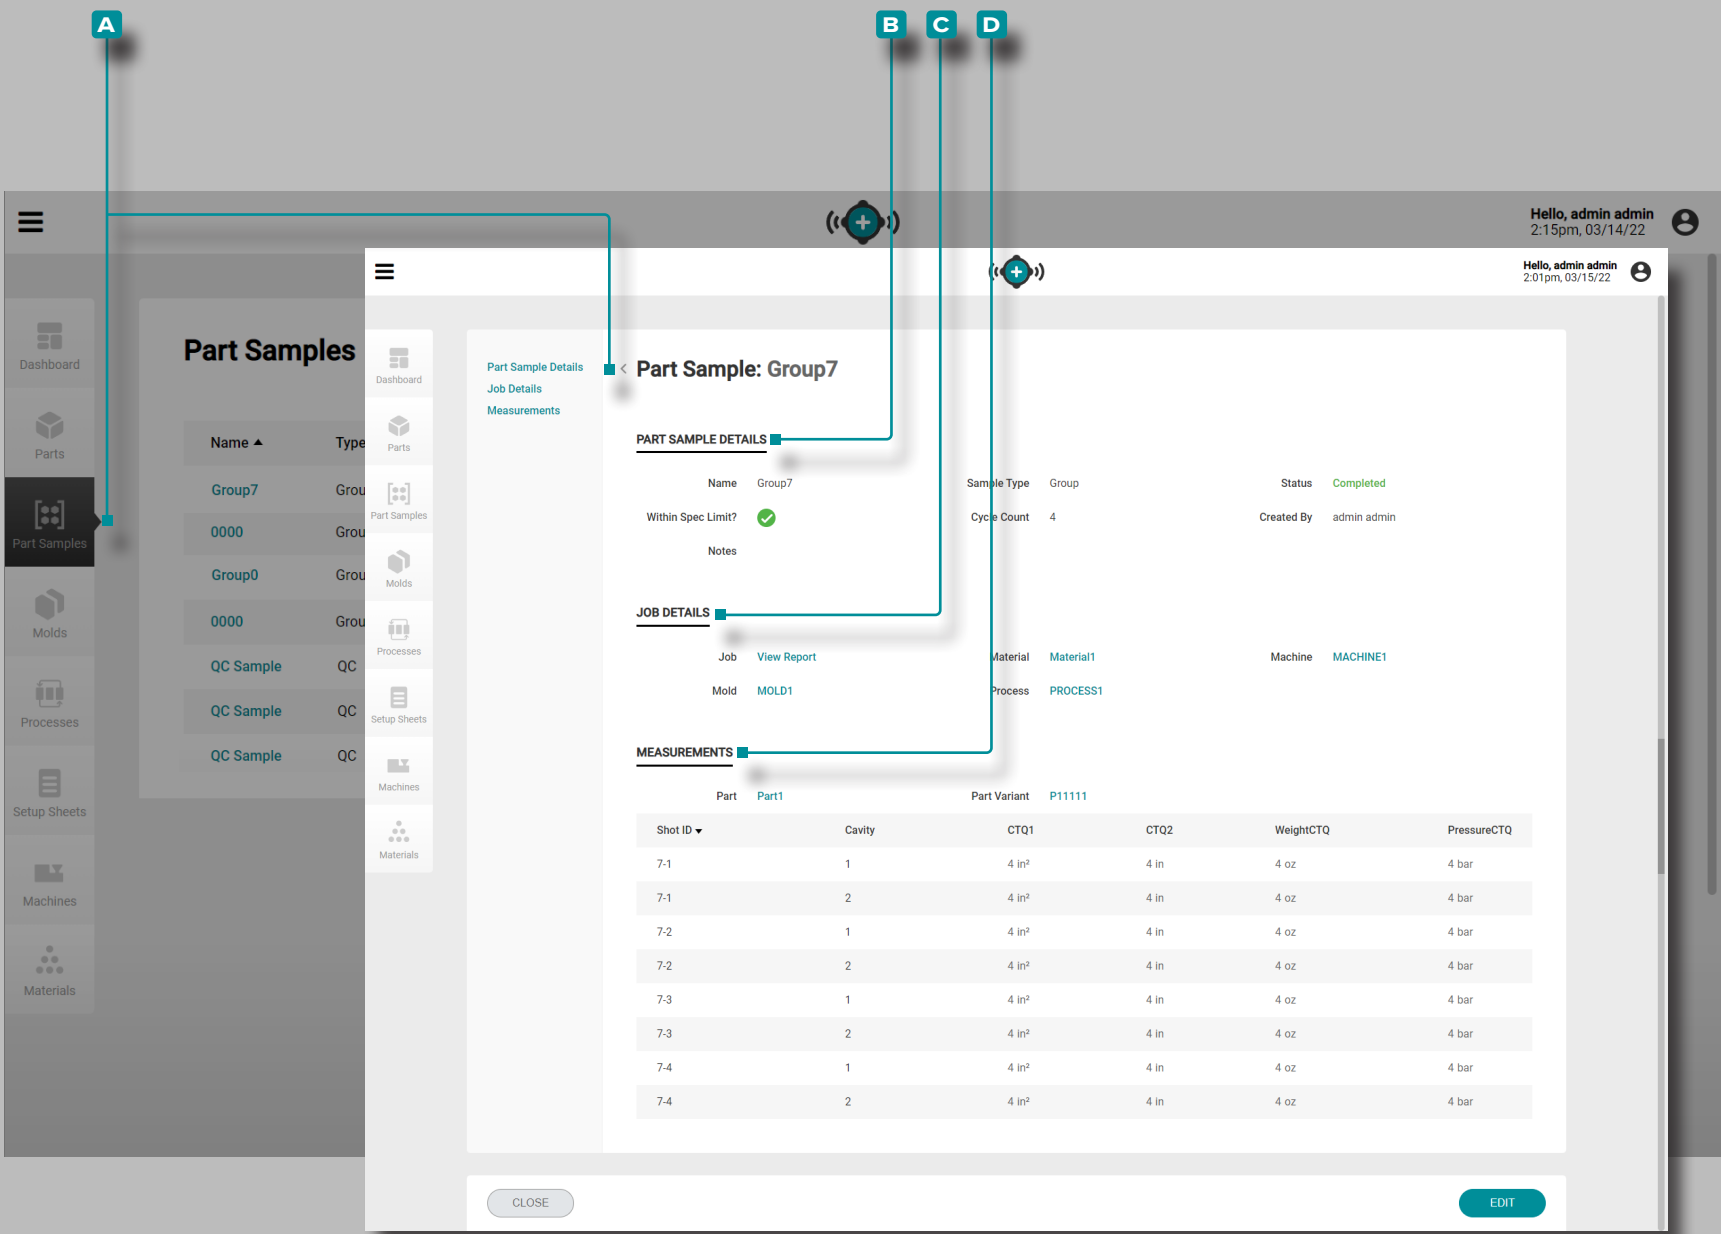 A B C D
Hello, admin admin
2:15pm, 03/14/22
Dashboard
Parts
Part Samples
Molds
Processes
Setup Sheets
Machines
Materials
Part Samples
Name Type
Group7 Grou
0000 Grou
Group0 Grou
0000 Grou
QC Sample QC
QC Sample QC
QC Sample QC
Hello, admin admin
2:01pm, 03/15/22
Dashboard
Parts
Part Samples
Molds
Processes
Setup Sheets
Machines
Materials
Part Sample Details
Job Details
Measurements
< Part Sample: Group7
PART SAMPLE DETAILS
Name Group7 Sample Type Group Status Completed
Within Spec Limit? Cycle Count 4 Created By admin admin
Notes
JOB DETAILS
Job View Report Material Material1 Machine MACHINE1
Mold MOLD1 Process PROCESS1
MEASUREMENTS
Part Part1 Part Variant P11111
Shot ID Cavity CTQ1 CTQ2 WeightCTQ PressureCTQ
7-1 1 4 in² 4 in 4 oz 4 bar
7-1 2 4 in² 4 in 4 oz 4 bar
7-2 1 4 in² 4 in 4 oz 4 bar
7-2 2 4 in² 4 in 4 oz 4 bar
7-3 1 4 in² 4 in 4 oz 4 bar
7-3 2 4 in² 4 in 4 oz 4 bar
7-4 1 4 in² 4 in 4 oz 4 bar
7-4 2 4 in² 4 in 4 oz 4 bar
CLOSE EDIT